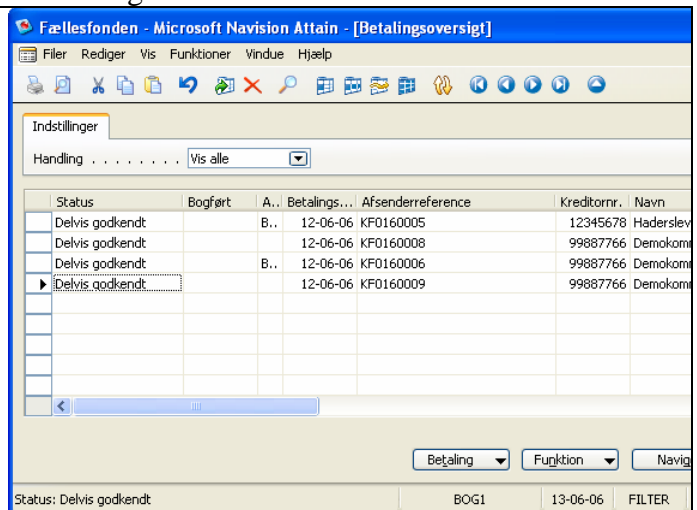 Fællesfonden - Microsoft Navision Attain - [Betalingsoversigt]
Filer Rediger Vis Funktioner Vindue Hjælp
Indstillinger
Handling . . . . . . . . Vis alle
Status Bogført A.. Betalings... Afsenderreference Kreditornr. Navn
Delvis godkendt B.. 12-06-06 KF0160005 12345678 Haderslev
Delvis godkendt 12-06-06 KF0160008 99887766 Demokom
Delvis godkendt B.. 12-06-06 KF0160006 99887766 Demokom
Delvis godkendt 12-06-06 KF0160009 99887766 Demokom
Betaling Funktion Navig
Status: Delvis godkendt BOG1 13-06-06 FILTER